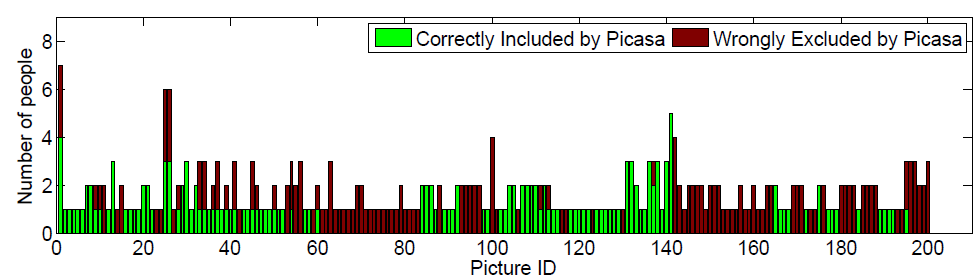 Correctly Included by Picasa Wrongly Excluded by Picasa
Number of people
8
6
4
2
0
0 20 40 60 80 100 120 140 160 180 200
Picture ID